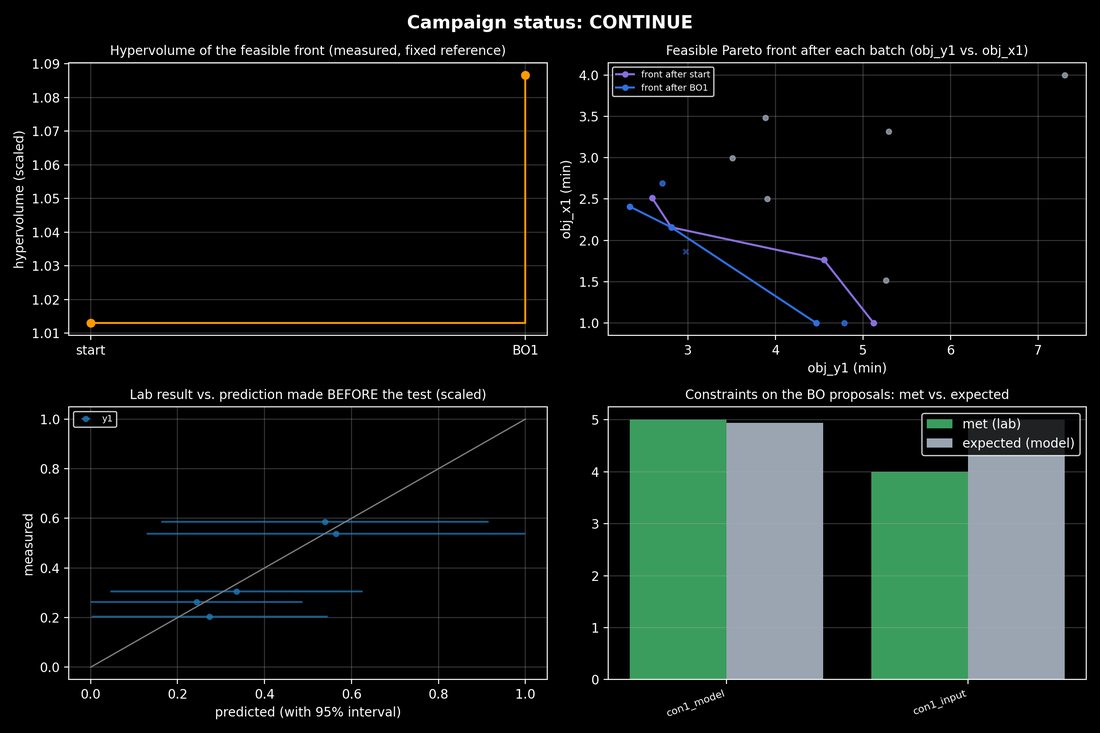 Campaign status: CONTINUE
Hypervolume of the feasible front (measured, fixed reference)
hypervolume (scaled)
1.09
1.08
1.07
1.06
1.05
1.04
1.03
1.02
1.01
start
BO1
Feasible Pareto front after each batch (obj_y1 vs. obj_x1)
front after start
front after BO1
obj_x1 (min)
4.0
3.5
3.0
2.5
2.0
1.5
1.0
3
4
5
6
7
obj_y1 (min)
Lab result vs. prediction made BEFORE the test (scaled)
y1
measured
1.0
0.8
0.6
0.4
0.2
0.0
0.0
0.2
0.4
0.6
0.8
1.0
predicted (with 95% interval)
Constraints on the BO proposals: met vs. expected
met (lab)
expected (model)
5
4
3
2
1
0
con1_model
con1_input